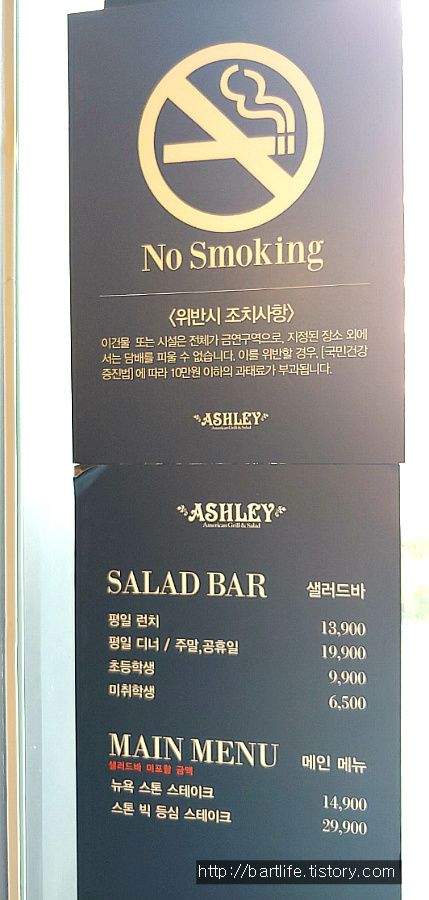 No Smoking
<위반시 조치사항>
이건물 또는 시설은 전체가 금연구역으로, 지정된 장소 외에
서는 담배를 피울 수 없습니다. 이를 위반할 경우, [국민건강
증진법]에 따라 10만원 이하의 과태료가 부과됩니다.
ASHLEY
American Grill & Salad
ASHLEY
American Grill & Salad
SALAD BAR 샐러드바
평일 런치 13,900
평일 디너 / 주말,공휴일 19,900
초등학생 9,900
미취학생 6,500
MAIN MENU 메인 메뉴
샐러드바 미포함 금액
뉴욕 스톤 스테이크 14,900
스톤 빅 등심 스테이크 29,900
http://bartlife.tistory.com